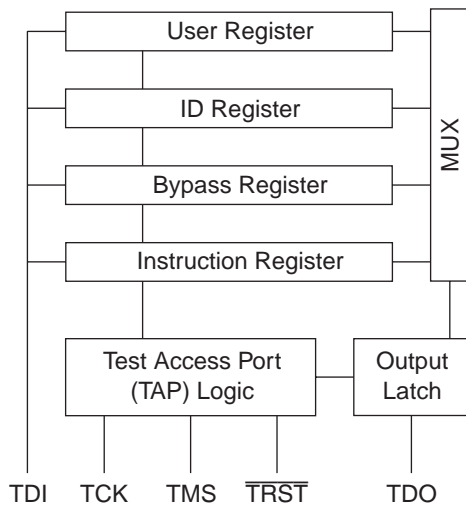 User Register
ID Register
Bypass Register
Instruction Register
MUX
Test Access Port
(TAP) Logic
Output
Latch
TDI
TCK
TMS
T̅R̅S̅T̅
TDO